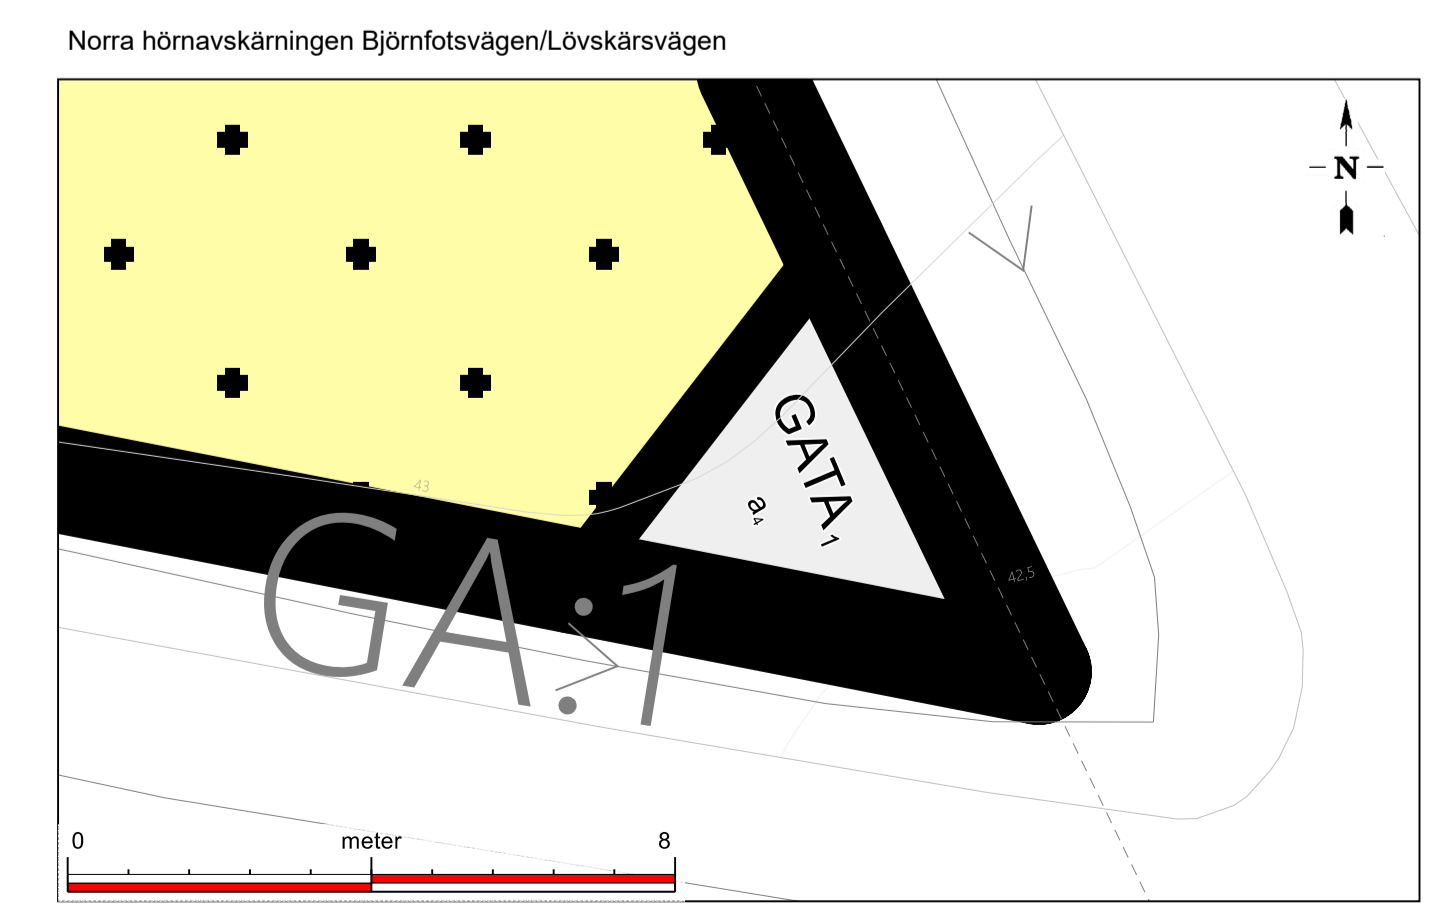 Norra hörnavskärningen Björnfotsvägen/Lövskärsvägen
N
GATA1
a4
43
GA:1
42,5
0 meter 8